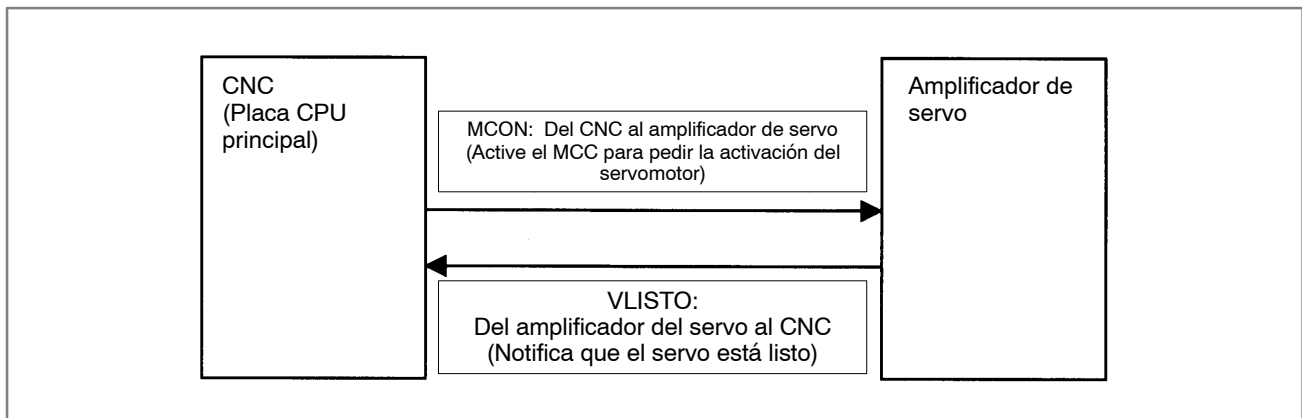 CNC
(Placa CPU
principal)
MCON: Del CNC al amplificador de servo
(Active el MCC para pedir la activación del
servomotor)
Amplificador de
servo
VLISTO:
Del amplificador del servo al CNC
(Notifica que el servo está listo)